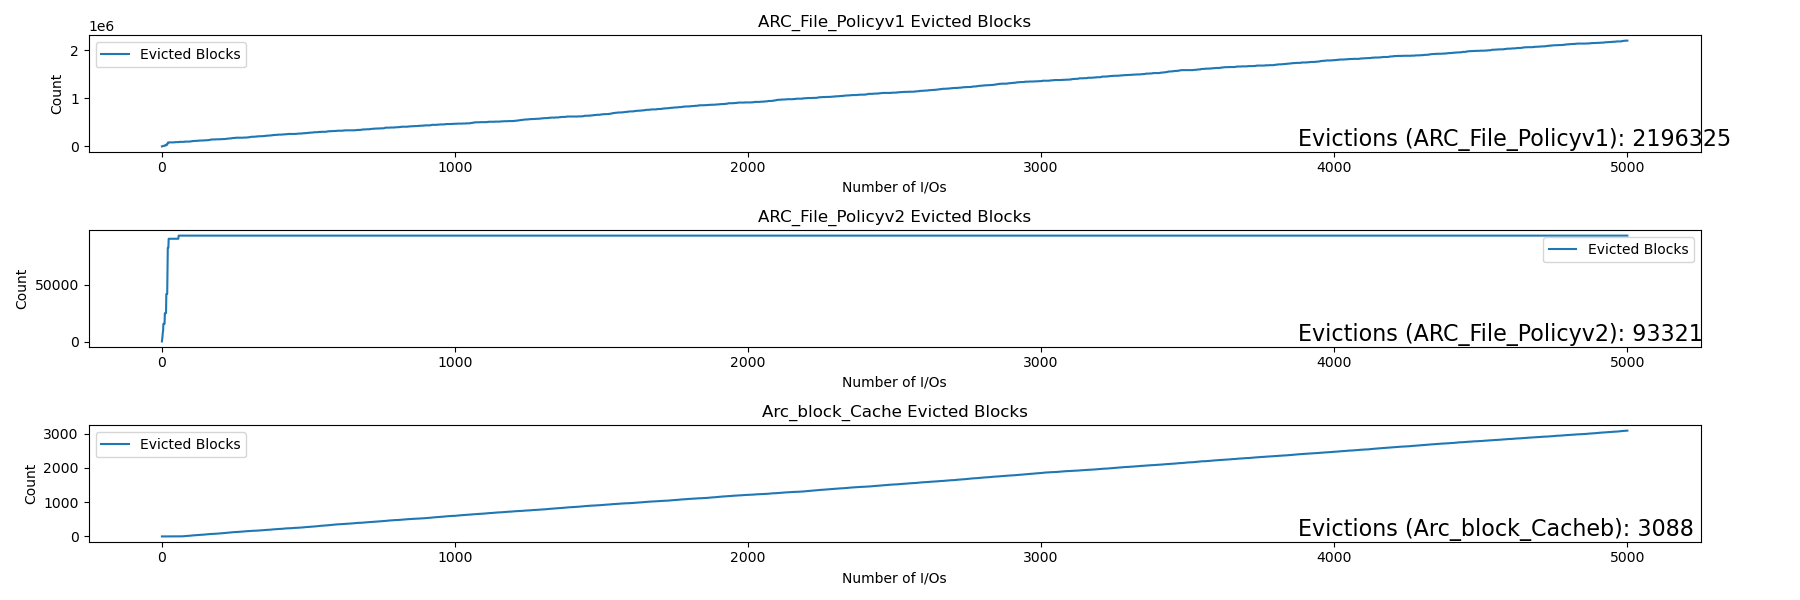 ARC_File_Policyv1 Evicted Blocks
1e6
Evicted Blocks
Count
2
1
0
Evictions (ARC_File_Policyv1): 2196325
0 1000 2000 3000 4000 5000
Number of I/Os
ARC_File_Policyv2 Evicted Blocks
Evicted Blocks
Count
50000
0
Evictions (ARC_File_Policyv2): 93321
0 1000 2000 3000 4000 5000
Number of I/Os
Arc_block_Cache Evicted Blocks
Evicted Blocks
Count
3000
2000
1000
0
Evictions (Arc_block_Cacheb): 3088
0 1000 2000 3000 4000 5000
Number of I/Os